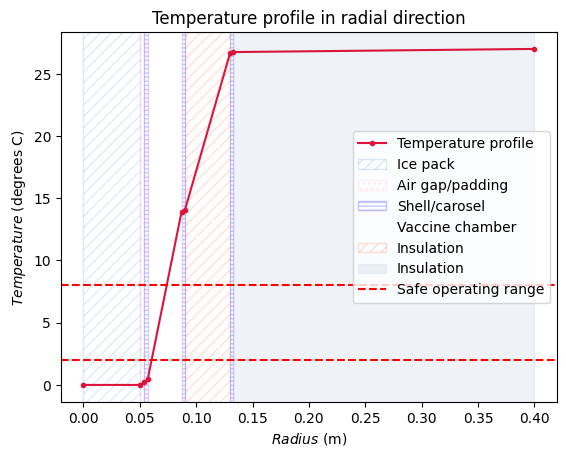 Temperature profile in radial direction
Temperature (degrees C)
25
20
15
10
5
0
Temperature profile
Ice pack
Air gap/padding
Shell/carosel
Vaccine chamber
Insulation
Insulation
Safe operating range
0.00 0.05 0.10 0.15 0.20 0.25 0.30 0.35 0.40
Radius (m)